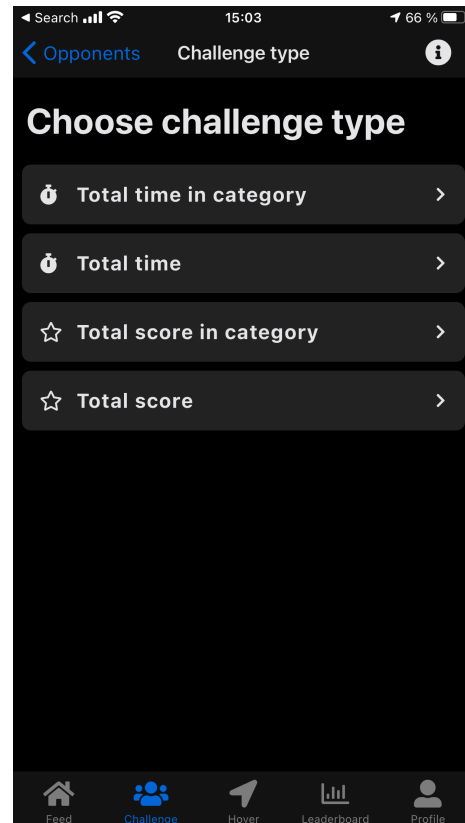 Search 15:03 66 %
Opponents Challenge type
Choose challenge type
Total time in category
Total time
Total score in category
Total score
Feed Challenge Hover Leaderboard Profile